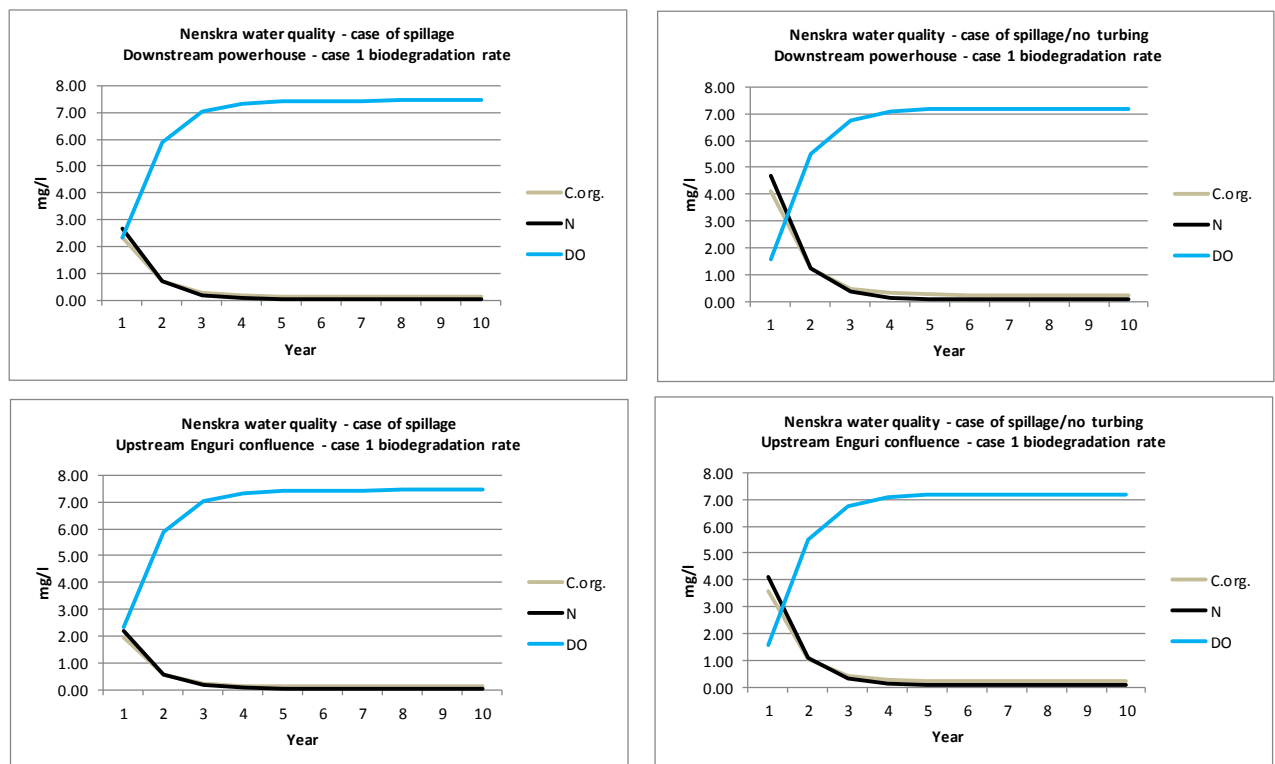 Nenskra water quality - case of spillage
Downstream powerhouse - case 1 biodegradation rate
8.00
7.00
6.00
5.00
4.00
3.00
2.00
1.00
0.00
mg/l
C.org.
N
DO
1 2 3 4 5 6 7 8 9 10
Year
Nenskra water quality - case of spillage/no turbing
Downstream powerhouse - case 1 biodegradation rate
8.00
7.00
6.00
5.00
4.00
3.00
2.00
1.00
0.00
mg/l
C.org.
N
DO
1 2 3 4 5 6 7 8 9 10
Year
Nenskra water quality - case of spillage
Upstream Enguri confluence - case 1 biodegradation rate
8.00
7.00
6.00
5.00
4.00
3.00
2.00
1.00
0.00
mg/l
C.org.
N
DO
1 2 3 4 5 6 7 8 9 10
Year
Nenskra water quality - case of spillage/no turbing
Upstream Enguri confluence - case 1 biodegradation rate
8.00
7.00
6.00
5.00
4.00
3.00
2.00
1.00
0.00
mg/l
C.org.
N
DO
1 2 3 4 5 6 7 8 9 10
Year